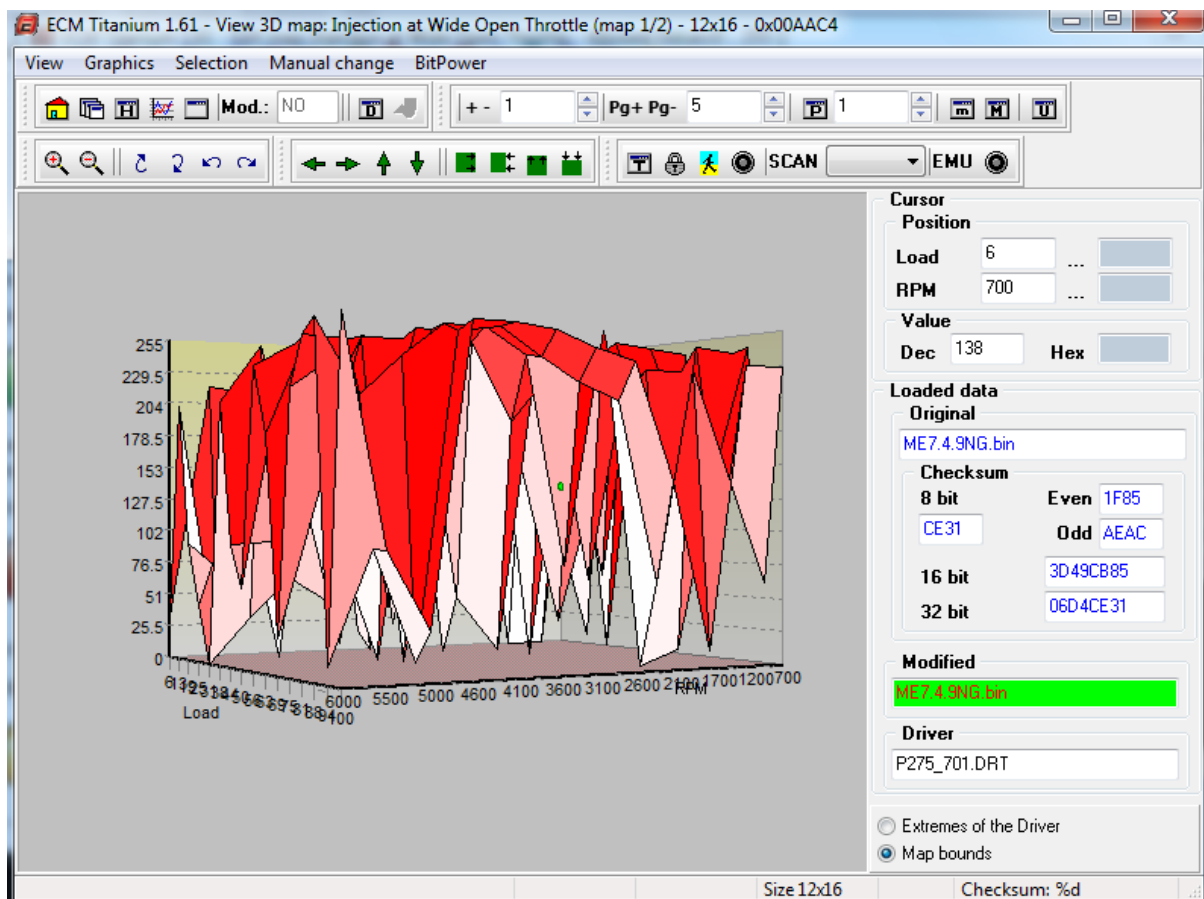 ECM Titanium 1.61 - View 3D map: Injection at Wide Open Throttle (map 1/2) - 12x16 - 0x00AAC4
View Graphics Selection Manual change BitPower
H Mod.: NO D + - 1 Pg+ Pg- 5 P 1 m M U
T SCAN EMU
Cursor
Position
Load 6 ...
RPM 700 ...
Value
Dec 138 Hex
Loaded data
Original
ME7.4.9NG.bin
Checksum
8 bit Even 1F85
CE31 Odd AEAC
16 bit 3D49CB85
32 bit 06D4CE31
Modified
ME7.4.9NG.bin
Driver
P275_701.DRT
Extremes of the Driver
Map bounds
255
229.5
204
178.5
153
127.5
102
76.5
51
25.5
0
Load
6000 5500 5000 4600 4100 3600 3100 2600 2100 1700 1200 700
RPM
Size 12x16 Checksum: %d